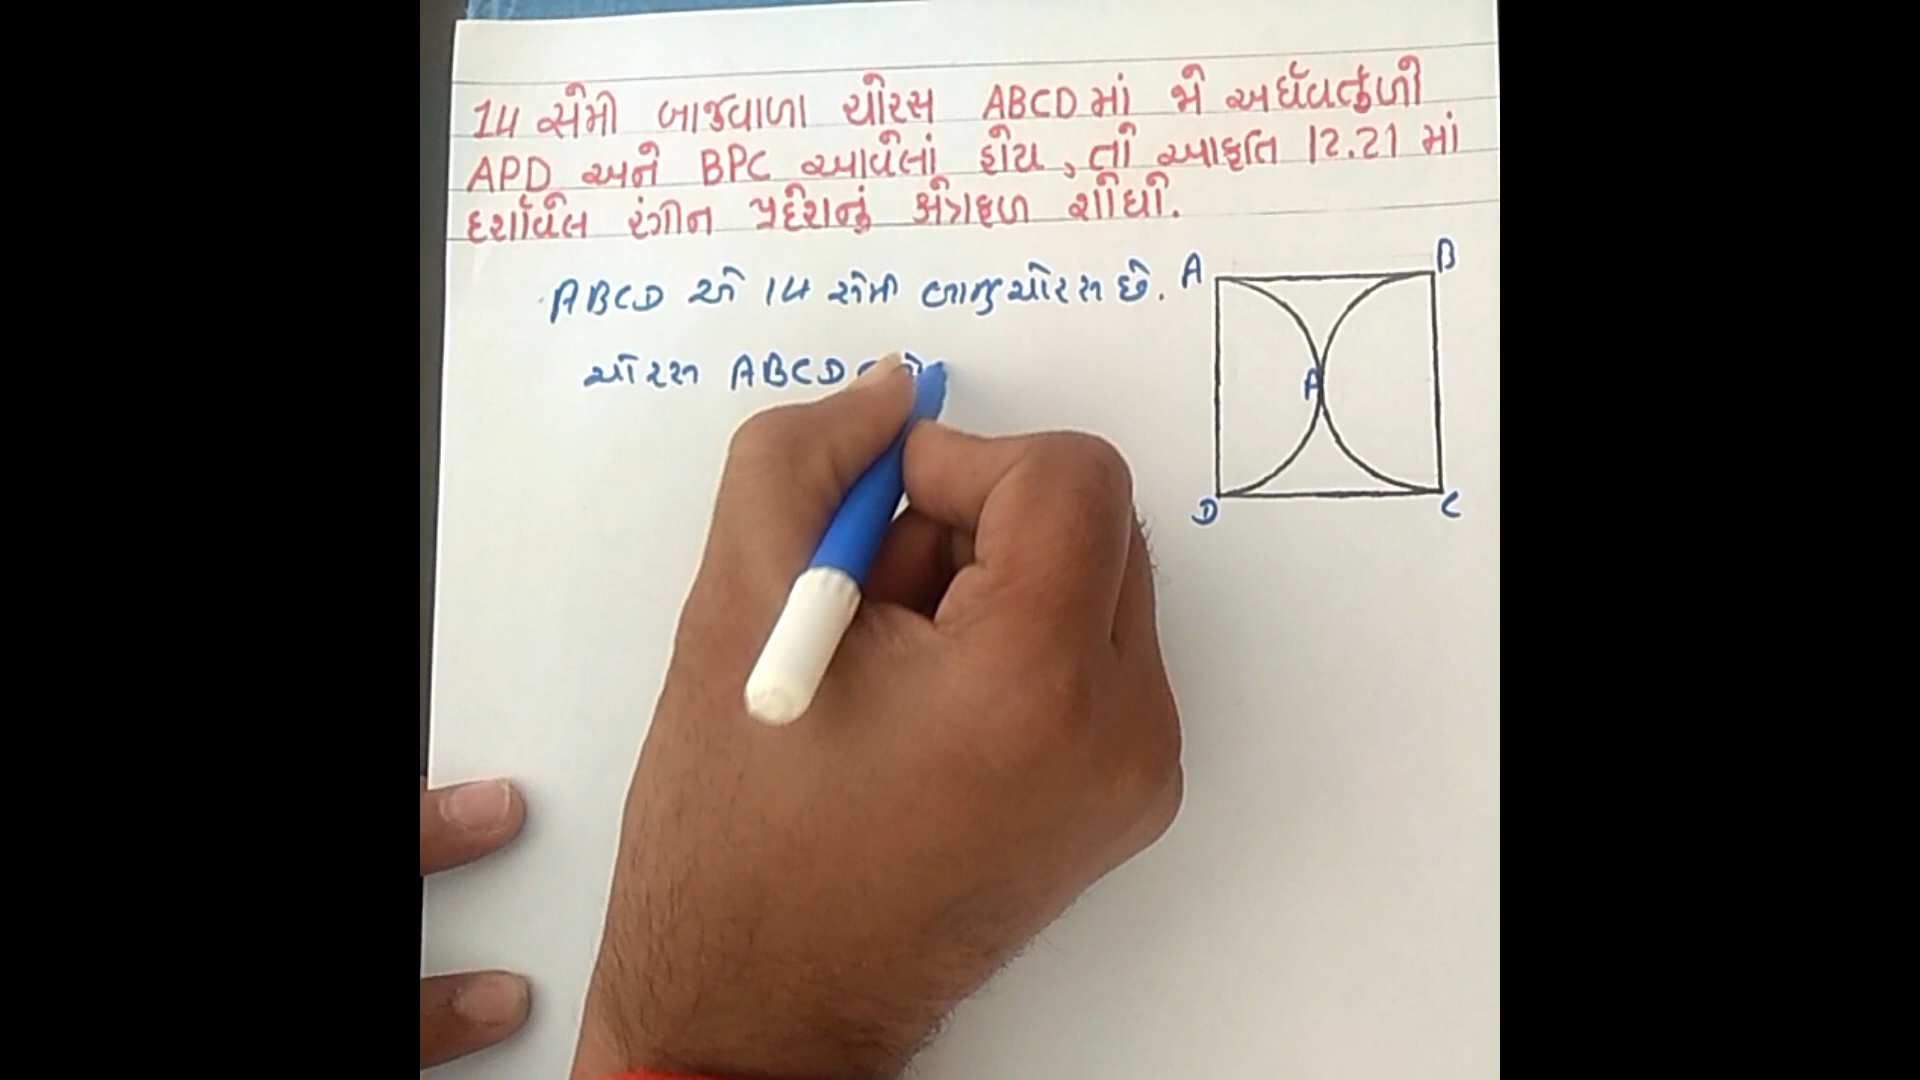 14 સેમી બાજુવાળા ચોરસ ABCD માં જો અર્ધવર્તુળો
APD અને BPC આવેલાં હોય, તો આકૃતિ 12.21 માં
દર્શાવેલ રંગીન પ્રદેશનું ક્ષેત્રફળ શોધો.
ABCD એ 14 સેમી બાજુ ચોરસ છે.
ચોરસ ABCD
A
B
A
D
C